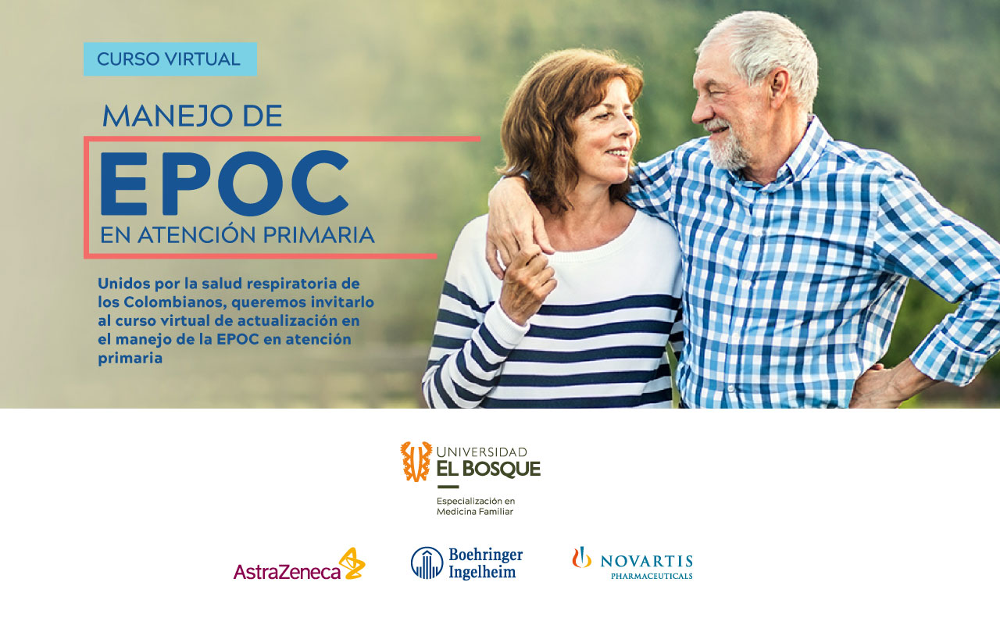 CURSO VIRTUAL
MANEJO DE
EPOC
EN ATENCIÓN PRIMARIA
Unidos por la salud respiratoria de
los Colombianos, queremos invitarlo
al curso virtual de actualización en
el manejo de la EPOC en atención
primaria
UNIVERSIDAD
EL BOSQUE
Especialización en
Medicina Familiar
AstraZeneca
Boehringer
Ingelheim
NOVARTIS
PHARMACEUTICALS